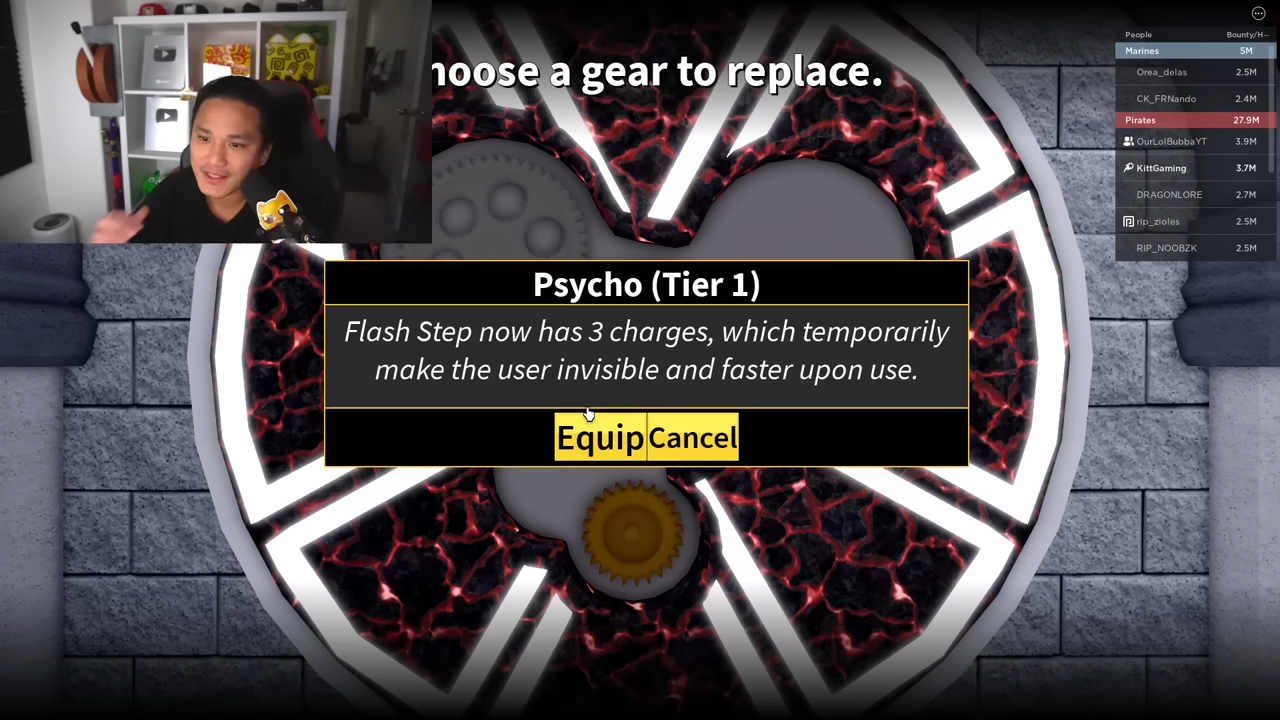 hoose a gear to replace.
Psycho (Tier 1)
Flash Step now has 3 charges, which temporarily
make the user invisible and faster upon use.
Equip Cancel
People Bounty/H...
Marines 5M
Orea_delas 2.5M
CK_FRNando 2.4M
Pirates 27.9M
OurLolBubbaYT 3.9M
KittGaming 3.7M
DRAGONLORE 2.7M
rip_zioles 2.5M
RIP_NOOBZK 2.5M